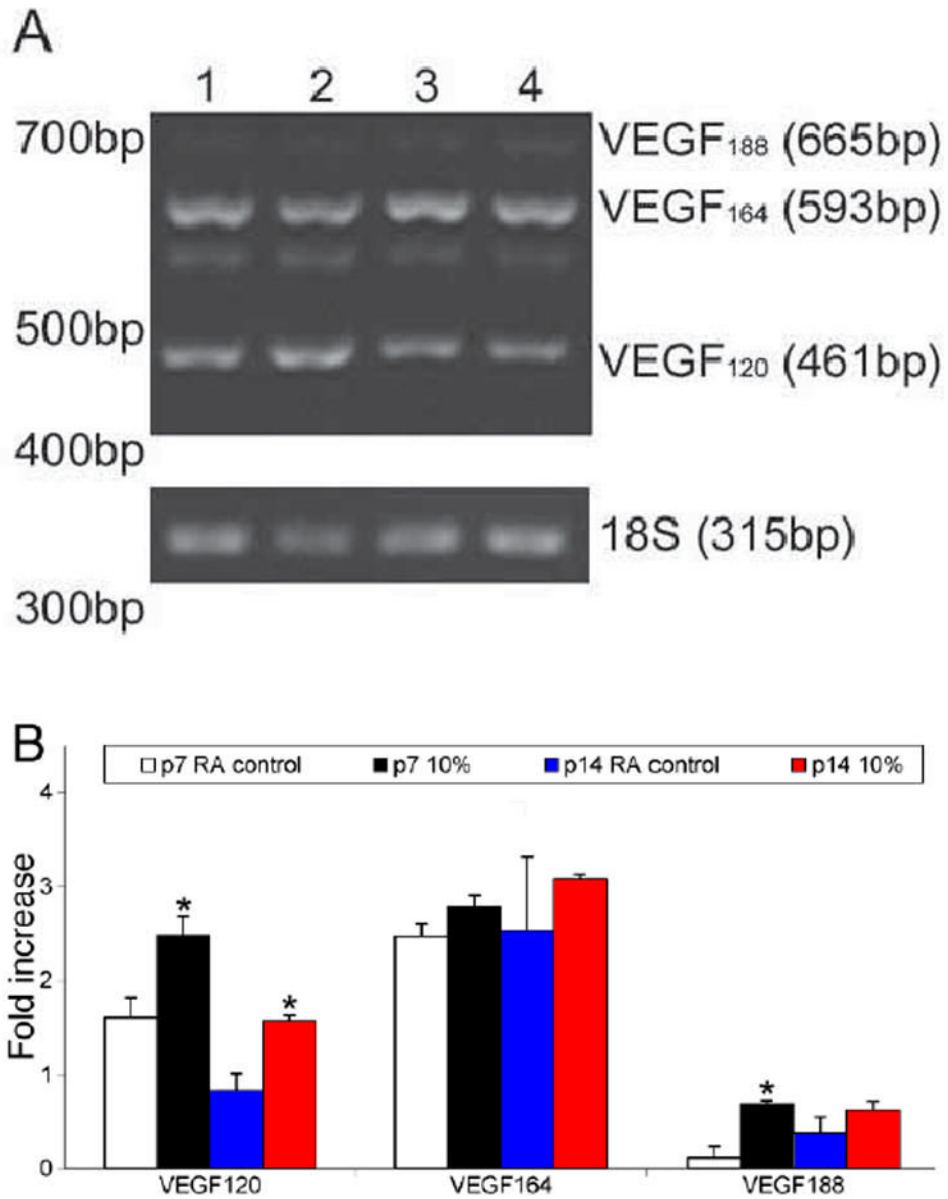 A
1 2 3 4
700bp VEGF188 (665bp)
VEGF164 (593bp)
500bp
VEGF120 (461bp)
400bp
18S (315bp)
300bp
B
p7 RA control p7 10% p14 RA control p14 10%
4
3
2
1
0
Fold increase
* * *
VEGF120 VEGF164 VEGF188